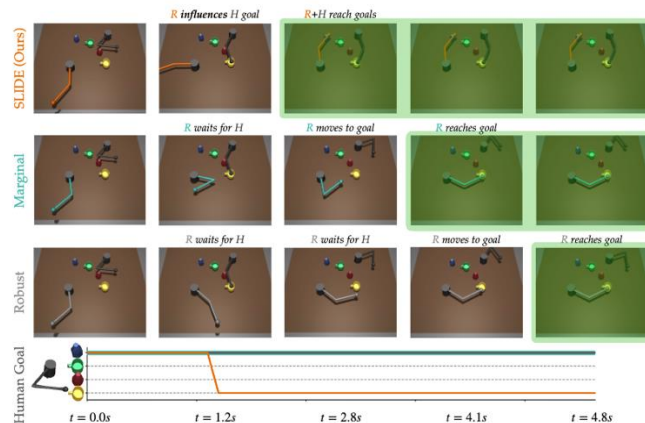 R influences H goal
R+H reach goals
SLIDE (Ours)
R waits for H
R moves to goal
R reaches goal
Marginal
R waits for H
R waits for H
R moves to goal
R reaches goal
Robust
Human Goal
t = 0.0s
t = 1.2s
t = 2.8s
t = 4.1s
t = 4.8s